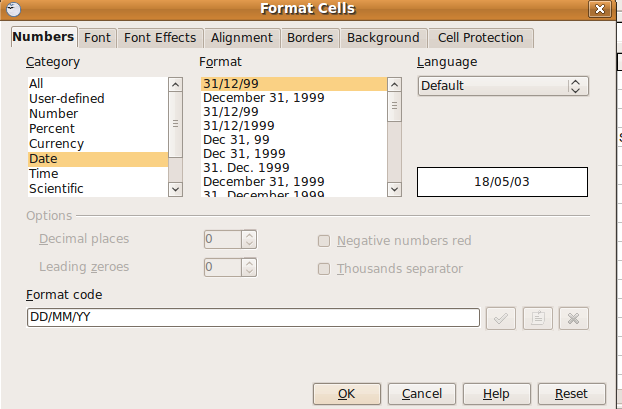 Format Cells
Numbers Font Font Effects Alignment Borders Background Cell Protection
Category Format Language
All
User-defined
Number
Percent
Currency
Date
Time
Scientific
31/12/99
December 31, 1999
31/12/99
31/12/1999
Dec 31, 99
Dec 31, 1999
31. Dec. 1999
December 31, 1999
31. December 1999
Default
18/05/03
Options
Decimal places 0 Negative numbers red
Leading zeroes 0 Thousands separator
Format code
DD/MM/YY
OK Cancel Help Reset